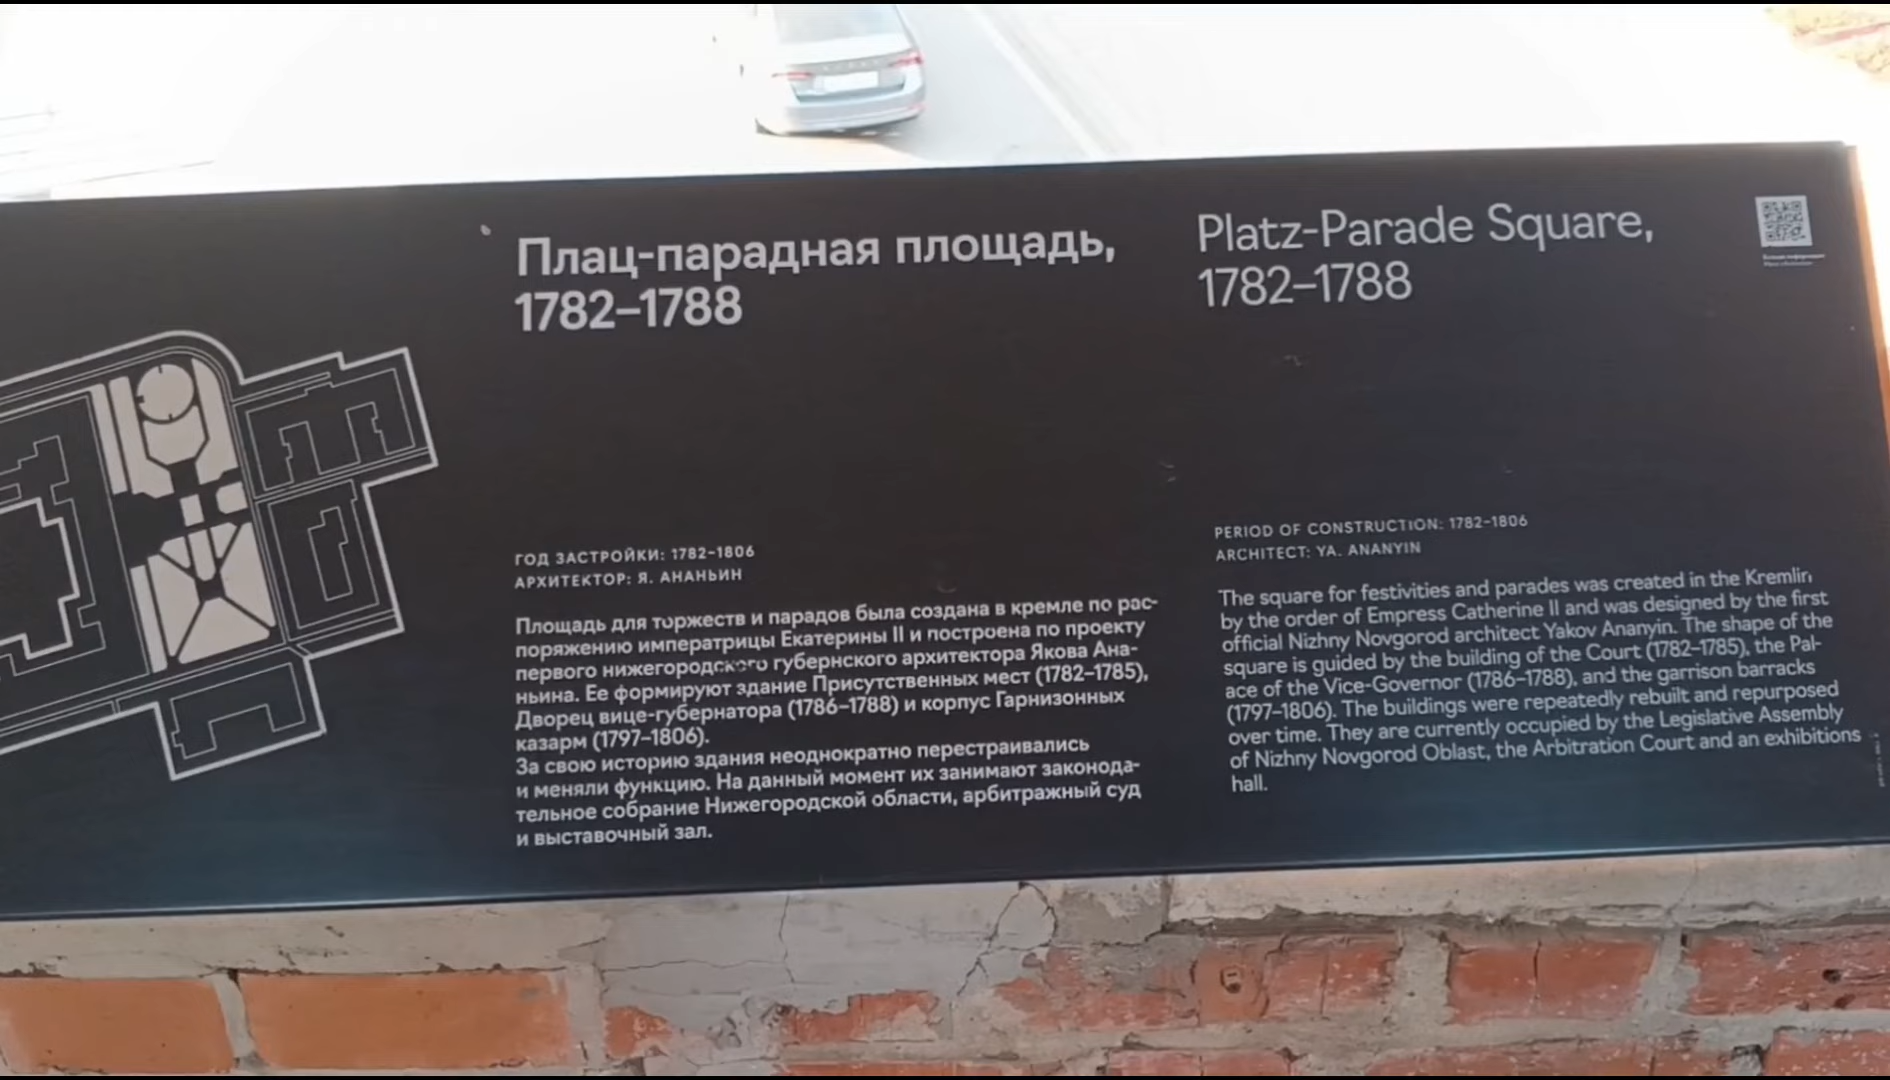 Плац-парадная площадь,
1782–1788
ГОД ЗАСТРОЙКИ: 1782–1806
АРХИТЕКТОР: Я. АНАНЬИН
Площадь для торжеств и парадов была создана в кремле по рас-
поряжению императрицы Екатерины II и построена по проекту
первого нижегородского губернского архитектора Якова Ана-
ньина. Ее формируют здание Присутственных мест (1782–1785),
Дворец вице-губернатора (1786–1788) и корпус Гарнизонных
казарм (1797–1806).
За свою историю здания неоднократно перестраивались
и меняли функцию. На данный момент их занимают законода-
тельное собрание Нижегородской области, арбитражный суд
и выставочный зал.
Platz-Parade Square,
1782–1788
PERIOD OF CONSTRUCTION: 1782–1806
ARCHITECT: YA. ANANYIN
The square for festivities and parades was created in the Kremlin
by the order of Empress Catherine II and was designed by the first
official Nizhny Novgorod architect Yakov Ananyin. The shape of the
square is guided by the building of the Court (1782–1785), the Pal-
ace of the Vice-Governor (1786–1788), and the garrison barracks
(1797–1806). The buildings were repeatedly rebuilt and repurposed
over time. They are currently occupied by the Legislative Assembly
of Nizhny Novgorod Oblast, the Arbitration Court and an exhibitions
hall.